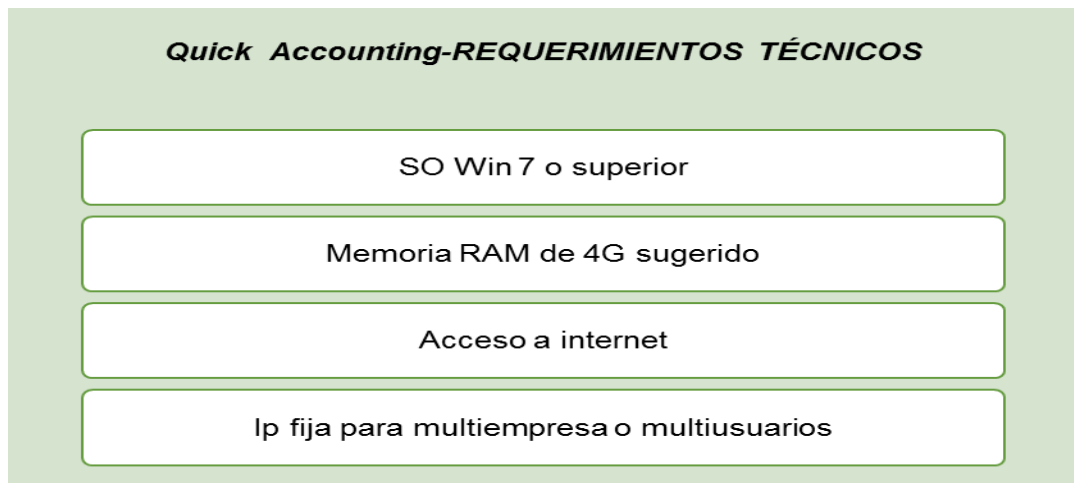 Quick Accounting-REQUERIMIENTOS TÉCNICOS
SO Win 7 o superior
Memoria RAM de 4G sugerido
Acceso a internet
Ip fija para multiempresa o multiusuarios